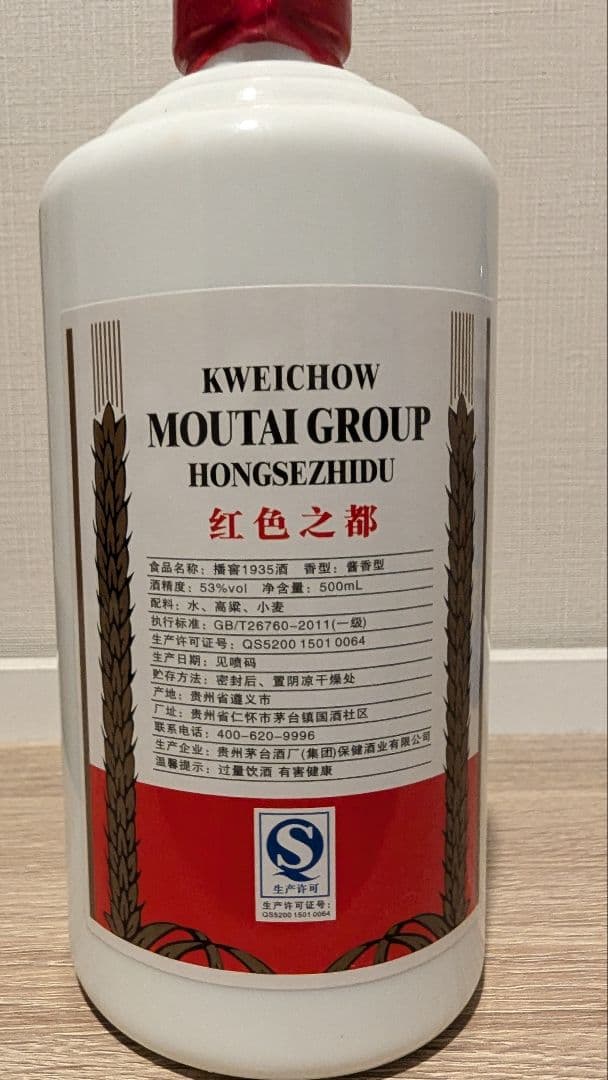 KWEICHOW
MOUTAI GROUP
HONGSEZHIDU
红色之都
食品名称：播窖1935酒 香型：酱香型
酒精度：53%vol 净含量：500mL
配料：水、高粱、小麦
执行标准：GB/T26760-2011(一级)
生产许可证号：QS5200 1501 0064
生产日期：见喷码
贮存方法：密封后、置阴凉干燥处
产地：贵州省遵义市
厂址：贵州省仁怀市茅台镇国酒社区
联系电话：400-620-9996
生产企业：贵州茅台酒厂(集团)保健酒业有限公司
温馨提示：过量饮酒 有害健康
S
生产许可
生产许可证号：
QS5200 1501 0064